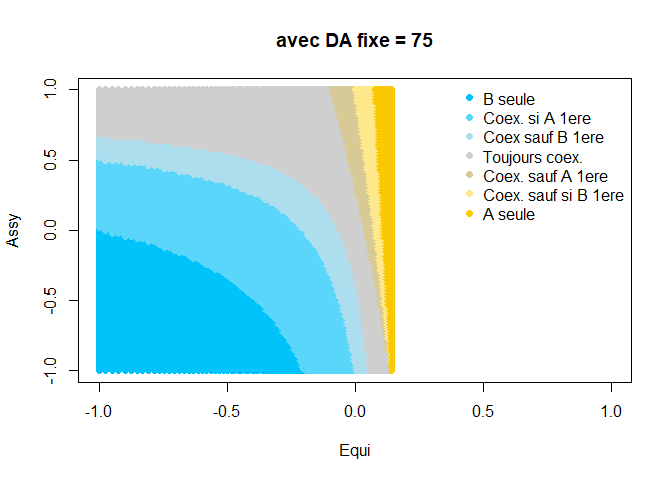 avec DA fixe = 75
B seule
Coex. si A 1ere
Coex sauf B 1ere
Toujours coex.
Coex. sauf A 1ere
Coex. sauf si B 1ere
A seule
Assy
1.0
0.5
0.0
-0.5
-1.0
-1.0 -0.5 0.0 0.5 1.0
Equi